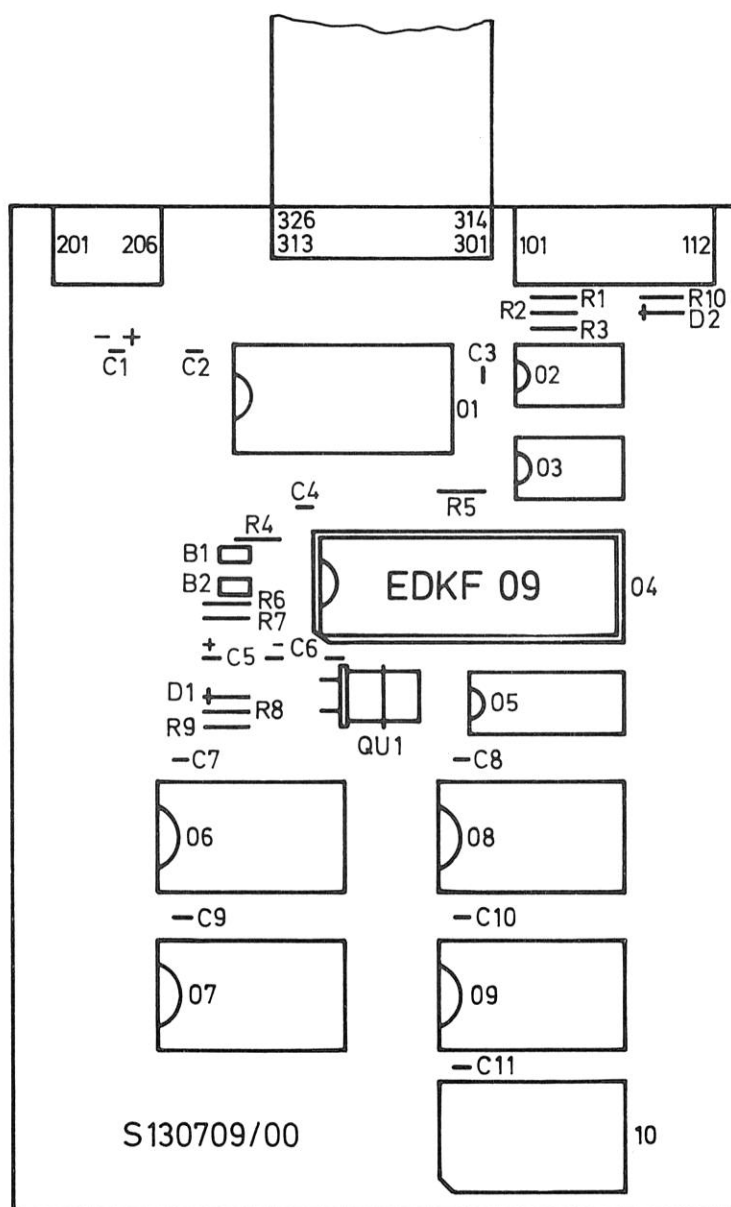 326 314
201 206 313 301 101 112
R1 R10
R2 D2
R3
- +
C1 C2 C3
02
01
03
C4
R5
R4
B1
EDKF 09 04
B2
R6
R7
+ -
C5 C6
D1
R8 05
R9
QU1
C7 C8
06 08
C9 C10
07 09
C11
S130709/00 10